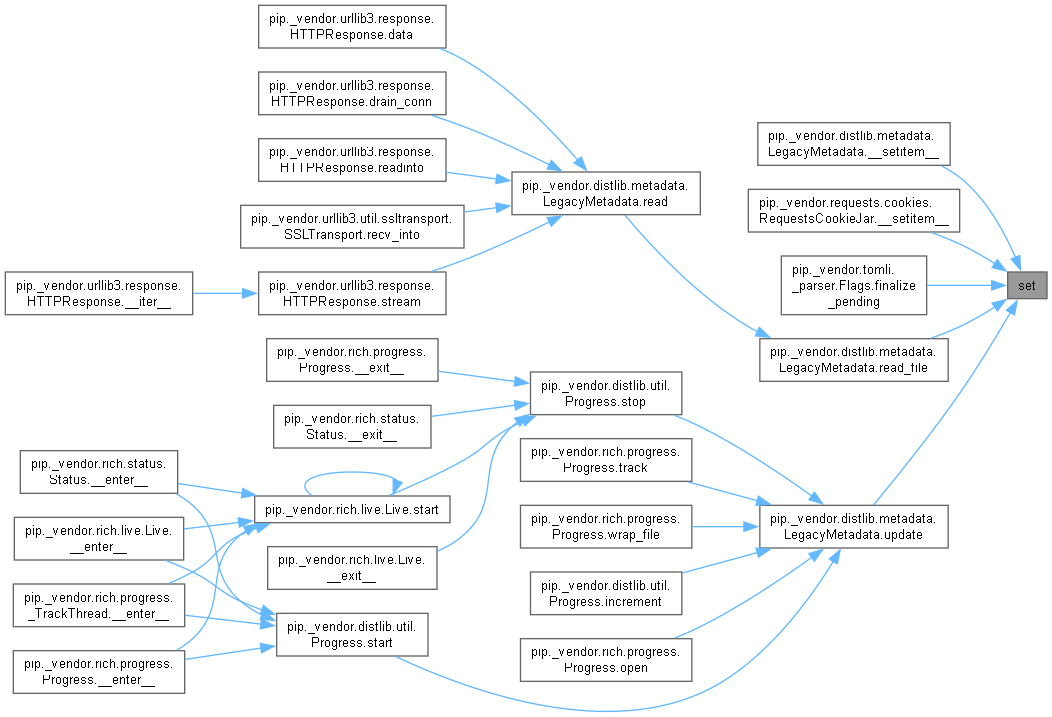 pip._vendor.urllib3.response.
HTTPResponse.data
pip._vendor.urllib3.response.
HTTPResponse.drain_conn
pip._vendor.urllib3.response.
HTTPResponse.readinto
pip._vendor.urllib3.util.ssltransport.
SSLTransport.recv_into
pip._vendor.urllib3.response.
HTTPResponse.__iter__
pip._vendor.urllib3.response.
HTTPResponse.stream
pip._vendor.distlib.metadata.
LegacyMetadata.read
pip._vendor.distlib.metadata.
LegacyMetadata.__setitem__
pip._vendor.requests.cookies.
RequestsCookieJar.__setitem__
pip._vendor.tomli.
_parser.Flags.finalize
_pending
set
pip._vendor.distlib.metadata.
LegacyMetadata.read_file
pip._vendor.rich.progress.
Progress.__exit__
pip._vendor.rich.status.
Status.__exit__
pip._vendor.distlib.util.
Progress.stop
pip._vendor.rich.progress.
Progress.track
pip._vendor.rich.status.
Status.__enter__
pip._vendor.rich.live.Live.start
pip._vendor.rich.live.Live.
__enter__
pip._vendor.rich.progress.
Progress.wrap_file
pip._vendor.distlib.metadata.
LegacyMetadata.update
pip._vendor.rich.live.Live.
__exit__
pip._vendor.distlib.util.
Progress.increment
pip._vendor.rich.progress.
_TrackThread.__enter__
pip._vendor.distlib.util.
Progress.start
pip._vendor.rich.progress.
Progress.open
pip._vendor.rich.progress.
Progress.__enter__